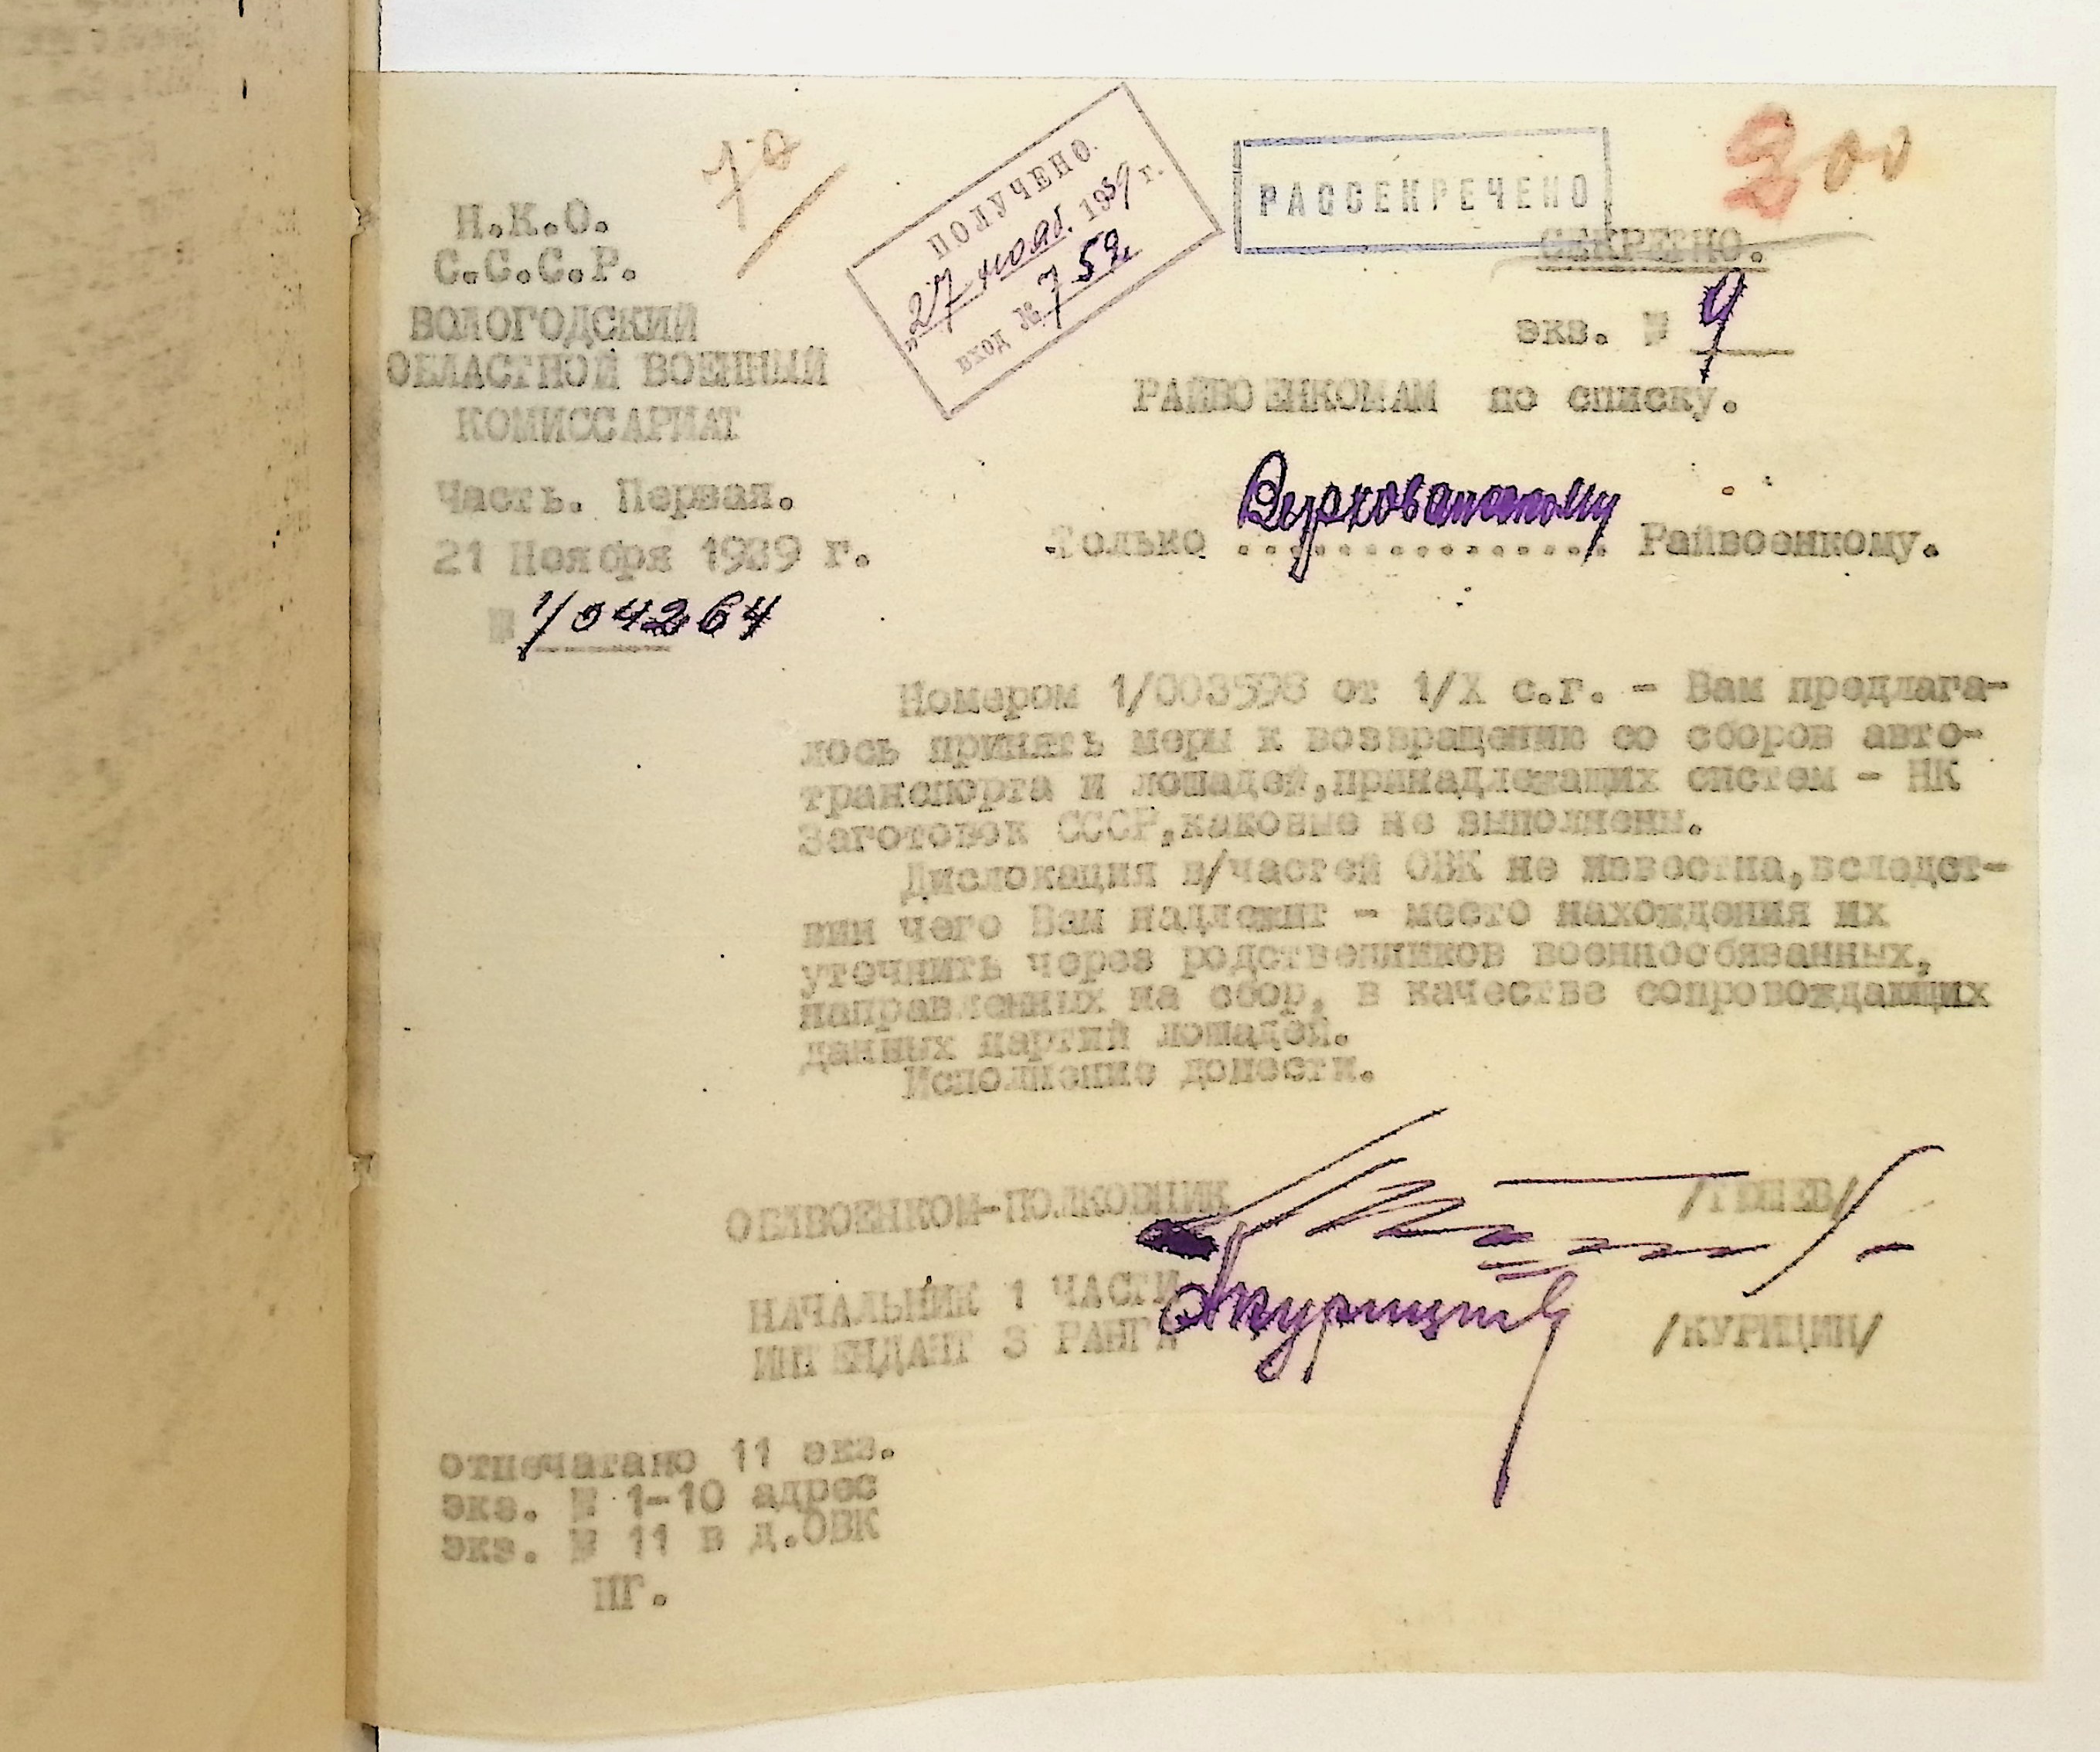 70
ПОЛУЧЕНО.
„27 нояб. 1939 г.
ВХОД № 752
РАССЕКРЕЧЕНО
200
СЕКРЕТНО.
экз. № 9
Н.К.О.
С.С.С.Р.
ВОЛОГОДСКИЙ
ОБЛАСТНОЙ ВОЕННЫЙ
КОМИССАРИАТ
Часть. Первая.
21 Ноября 1939 г.
№ 1/04264
РАЙВОЕНКОМАМ по списку.
Только Верховажскому Райвоенкому.
Номером 1/003598 от 1/X с.г. - Вам предлага-
лось принять меры к возвращению со сборов авто-
транспорта и лошадей,принадлежащих систем - НК
Заготовок СССР,каковые не выполнены.
Дислокация в/частей ОВК не известна,вследст-
вии чего Вам надлежит - место нахождения их
уточнить через родственников военнообязанных,
направленных на сбор, в качестве сопровождающих
данных партий лошадей.
Исполнение донести.
ОБЛВОЕНКОМ-ПОЛКОВНИК /ТЮШЕВ/
НАЧАЛЬНИК 1 ЧАСТИ
ИНТЕНДАНТ 3 РАНГА /КУРИЦИН/
отпечатано 11 экз.
экз. № 1-10 адрес
экз. № 11 в д.ОВК
ПГ.